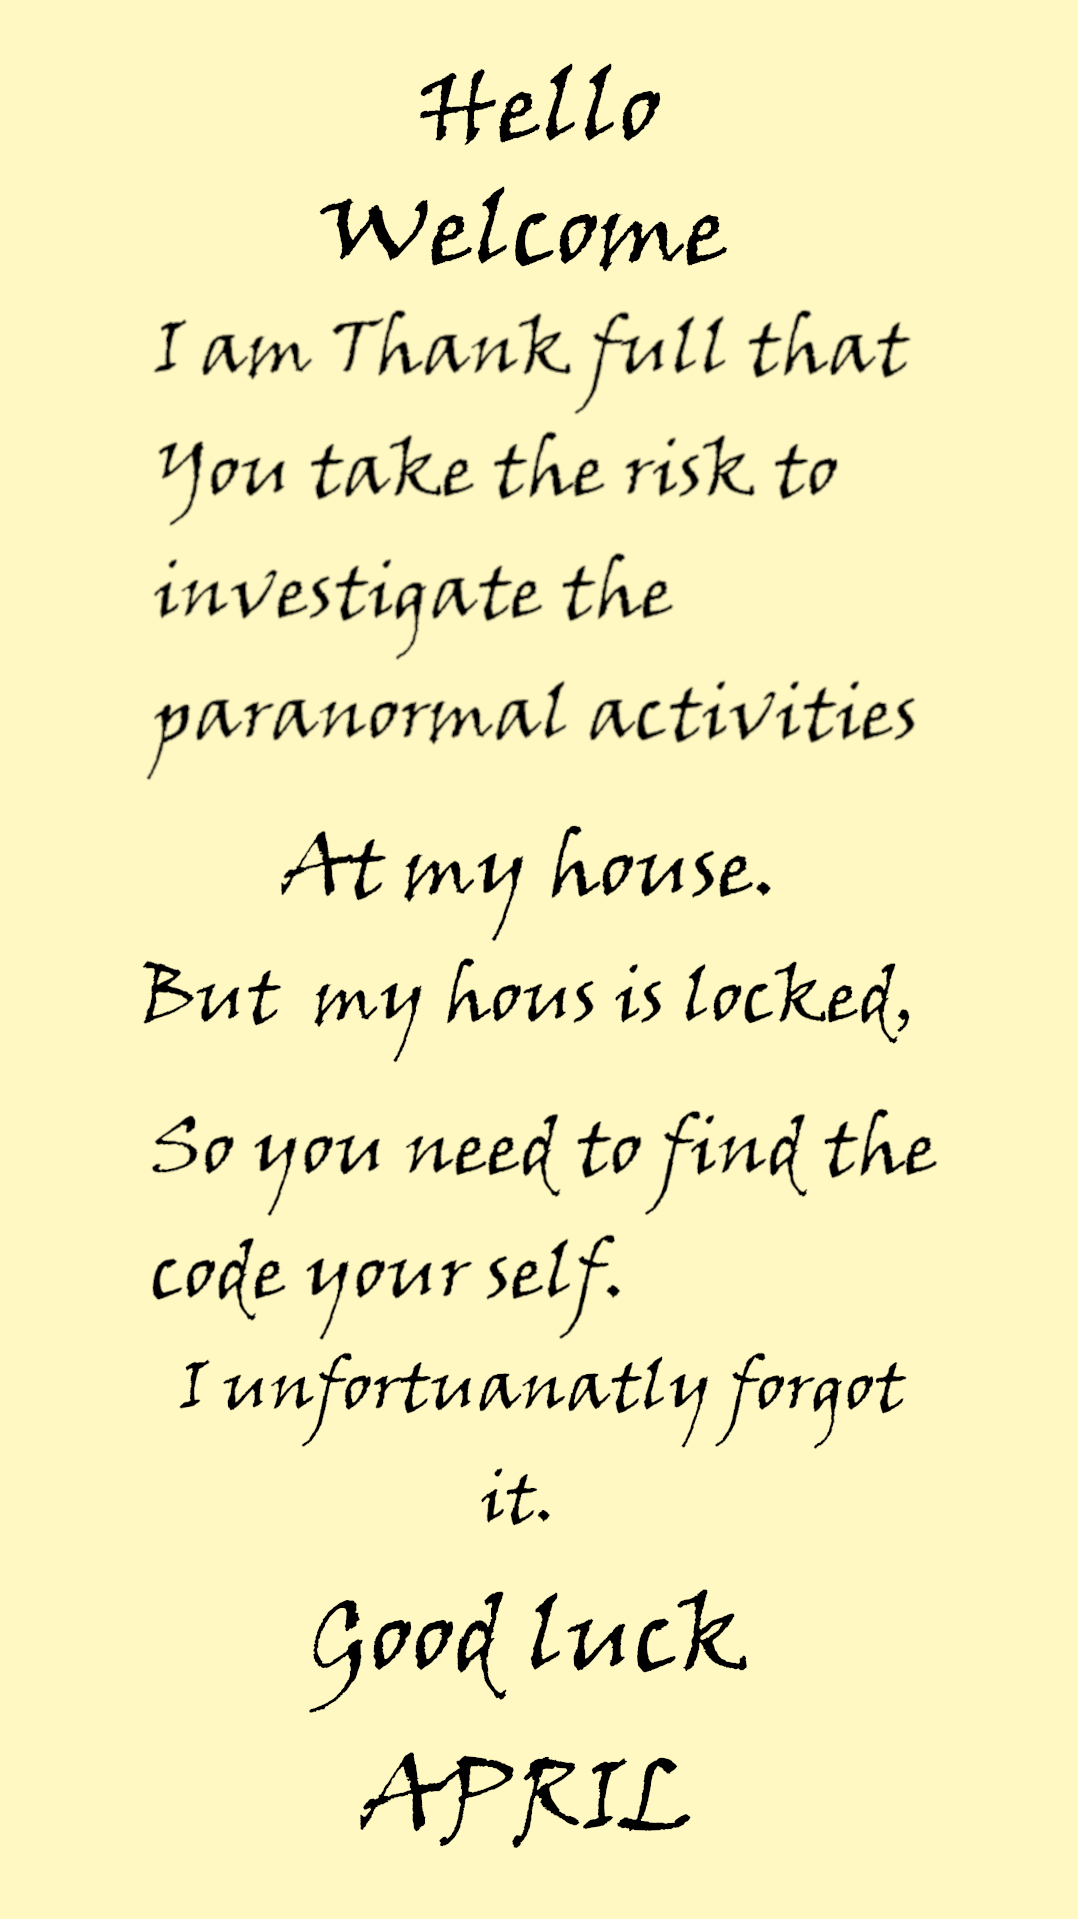 Hello
Welcome
I am Thank full that
You take the risk to
investigate the
paranormal activities
At my house.
But my hous is locked,
So you need to find the
code your self.
I unfortuanatly forgot
it.
Good luck
APRIL